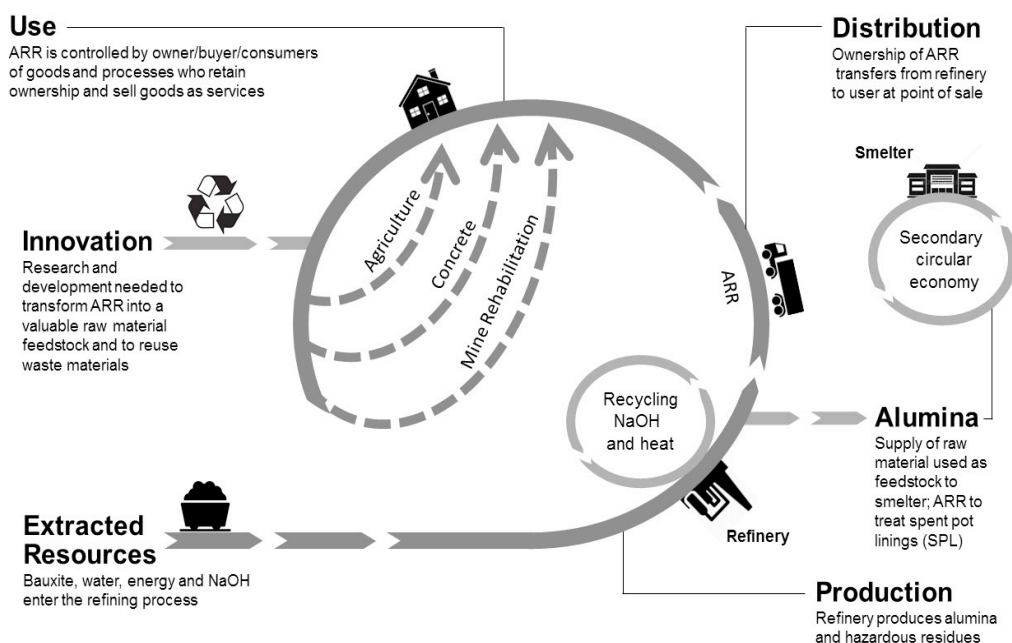 Use
ARR is controlled by owner/buyer/consumers
of goods and processes who retain
ownership and sell goods as services
Distribution
Ownership of ARR
transfers from refinery
to user at point of sale
Smelter
Secondary
circular
economy
Innovation
Research and
development needed to
transform ARR into a
valuable raw material
feedstock and to reuse
waste materials
Agriculture
Concrete
Mine Rehabilitation
ARR
Recycling
NaOH
and heat
Alumina
Supply of raw
material used as
feedstock to
smelter; ARR to
treat spent pot
linings (SPL)
Refinery
Extracted
Resources
Bauxite, water, energy and NaOH
enter the refining process
Production
Refinery produces alumina
and hazardous residues